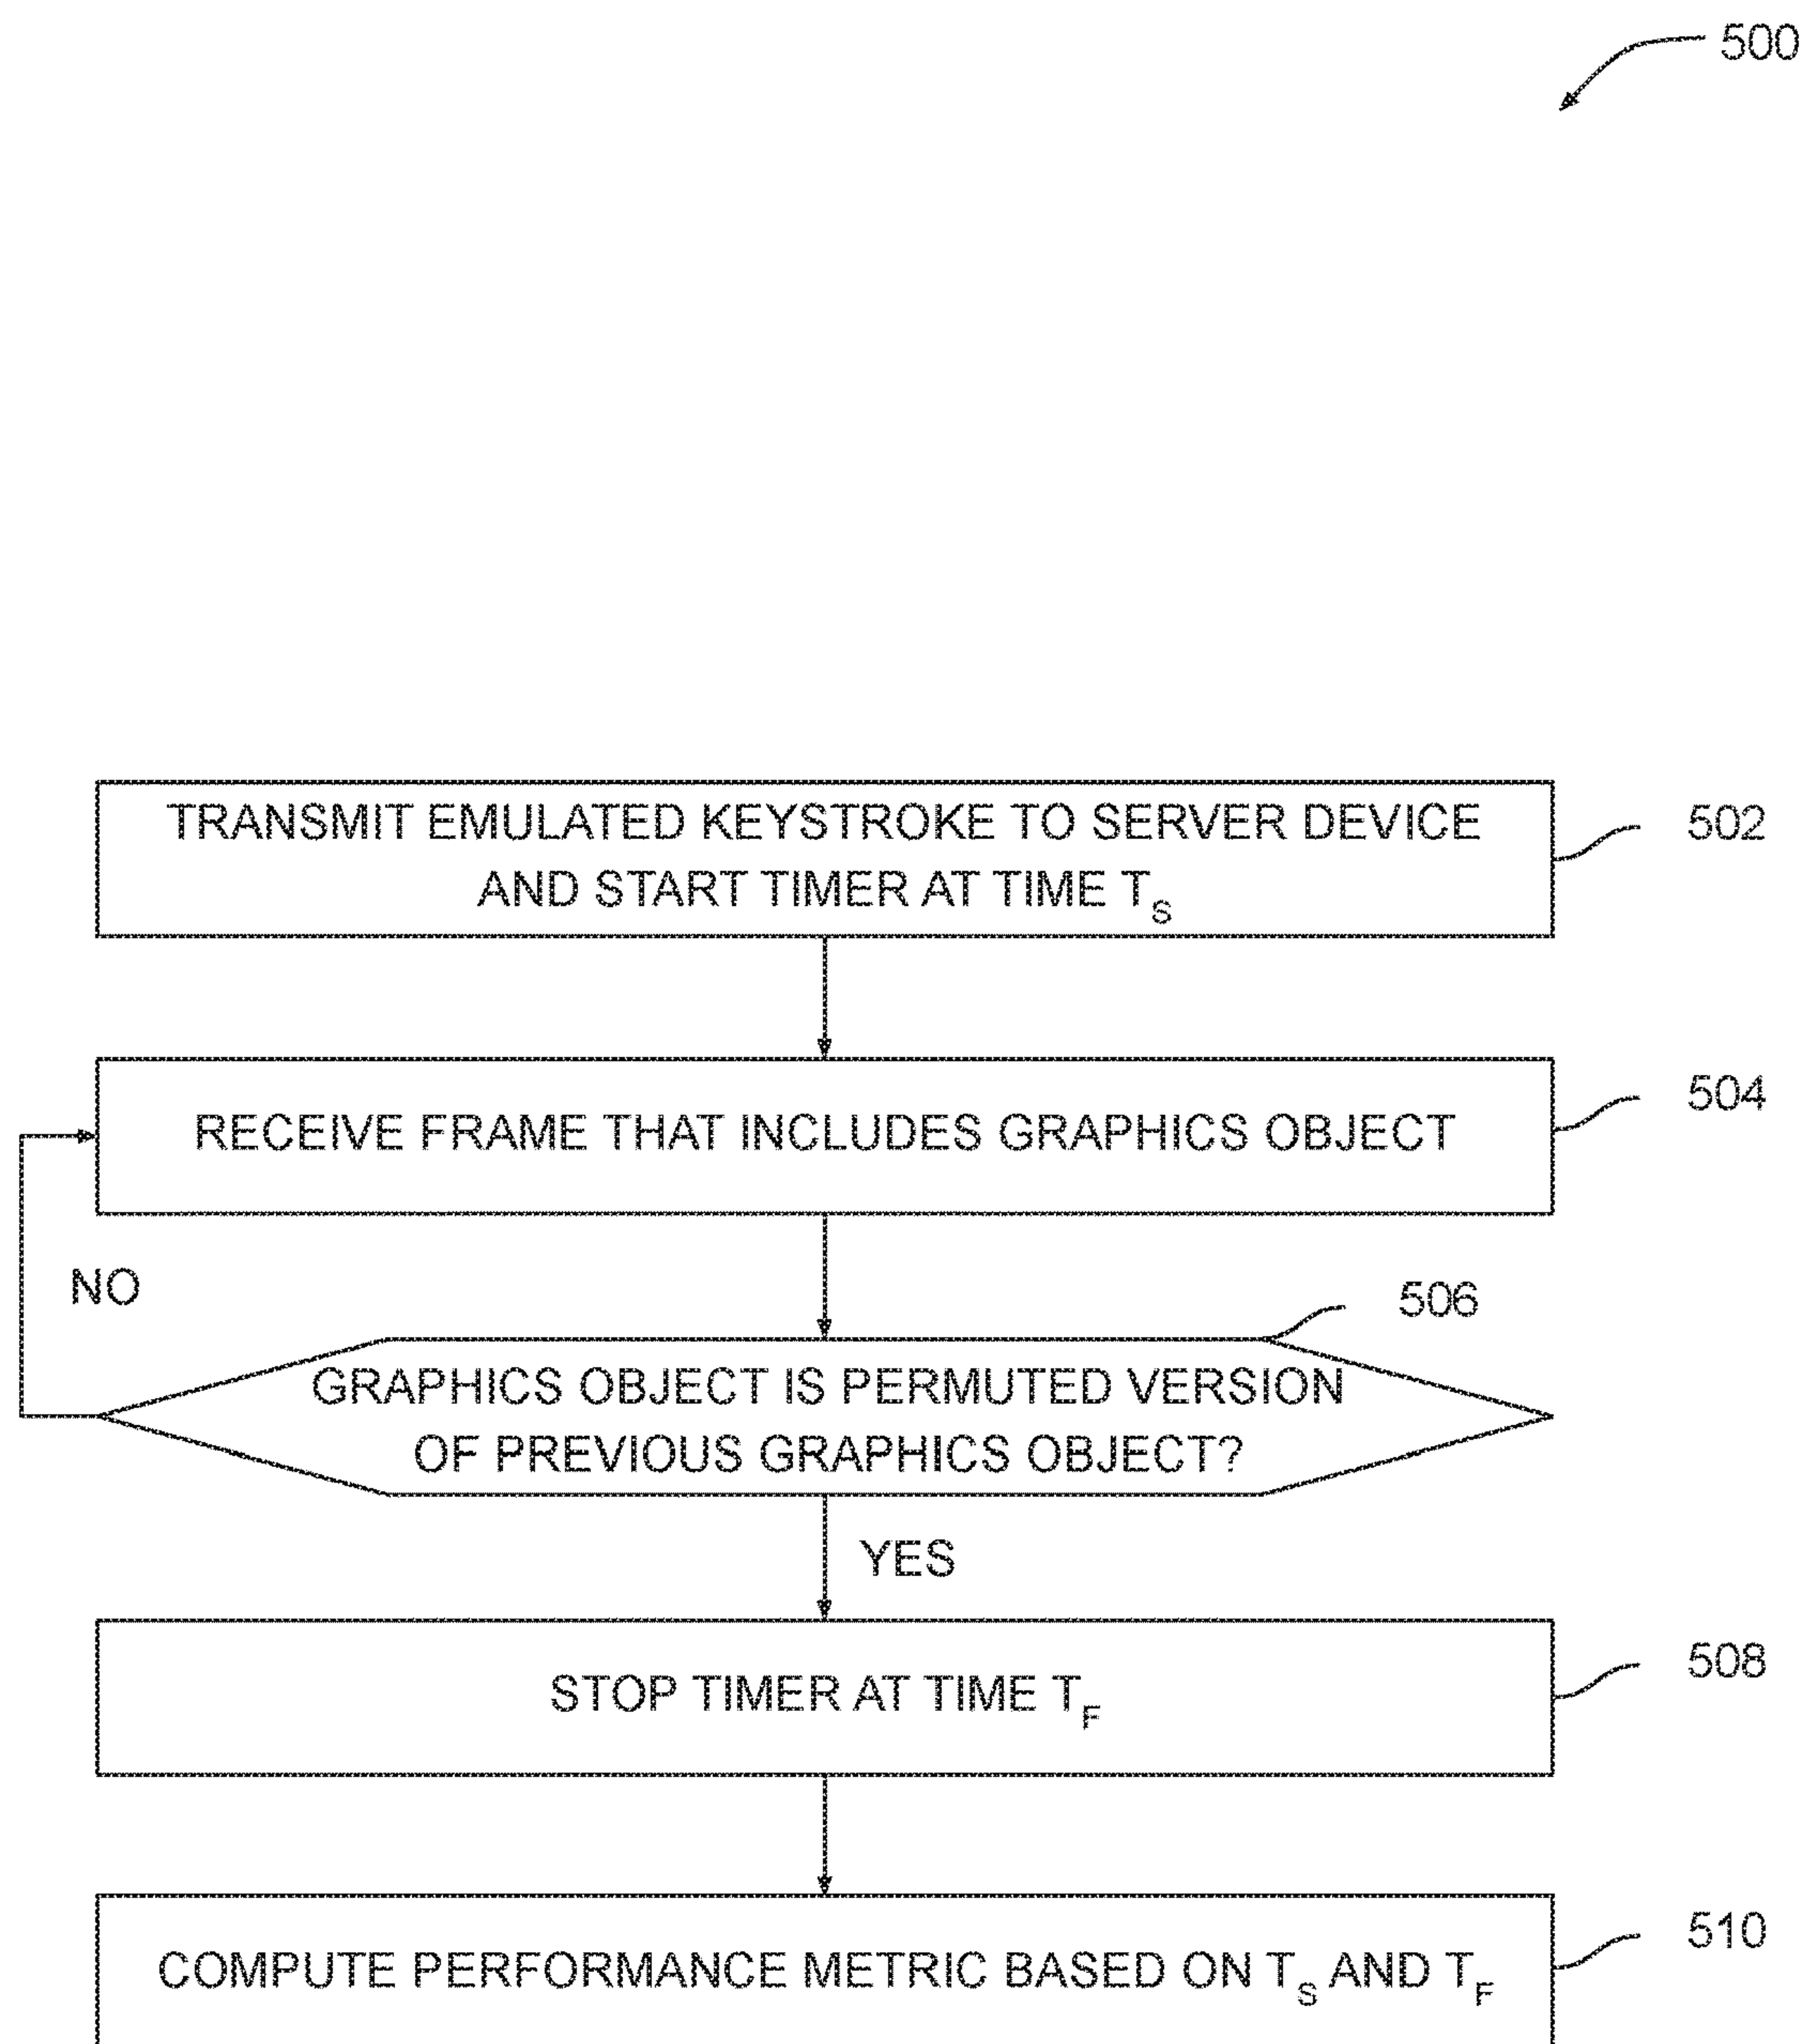 500
TRANSMIT EMULATED KEYSTROKE TO SERVER DEVICE
AND START TIMER AT TIME TS
502
RECEIVE FRAME THAT INCLUDES GRAPHICS OBJECT
504
NO
506
GRAPHICS OBJECT IS PERMUTED VERSION
OF PREVIOUS GRAPHICS OBJECT?
YES
STOP TIMER AT TIME TF
508
COMPUTE PERFORMANCE METRIC BASED ON TS AND TF
510